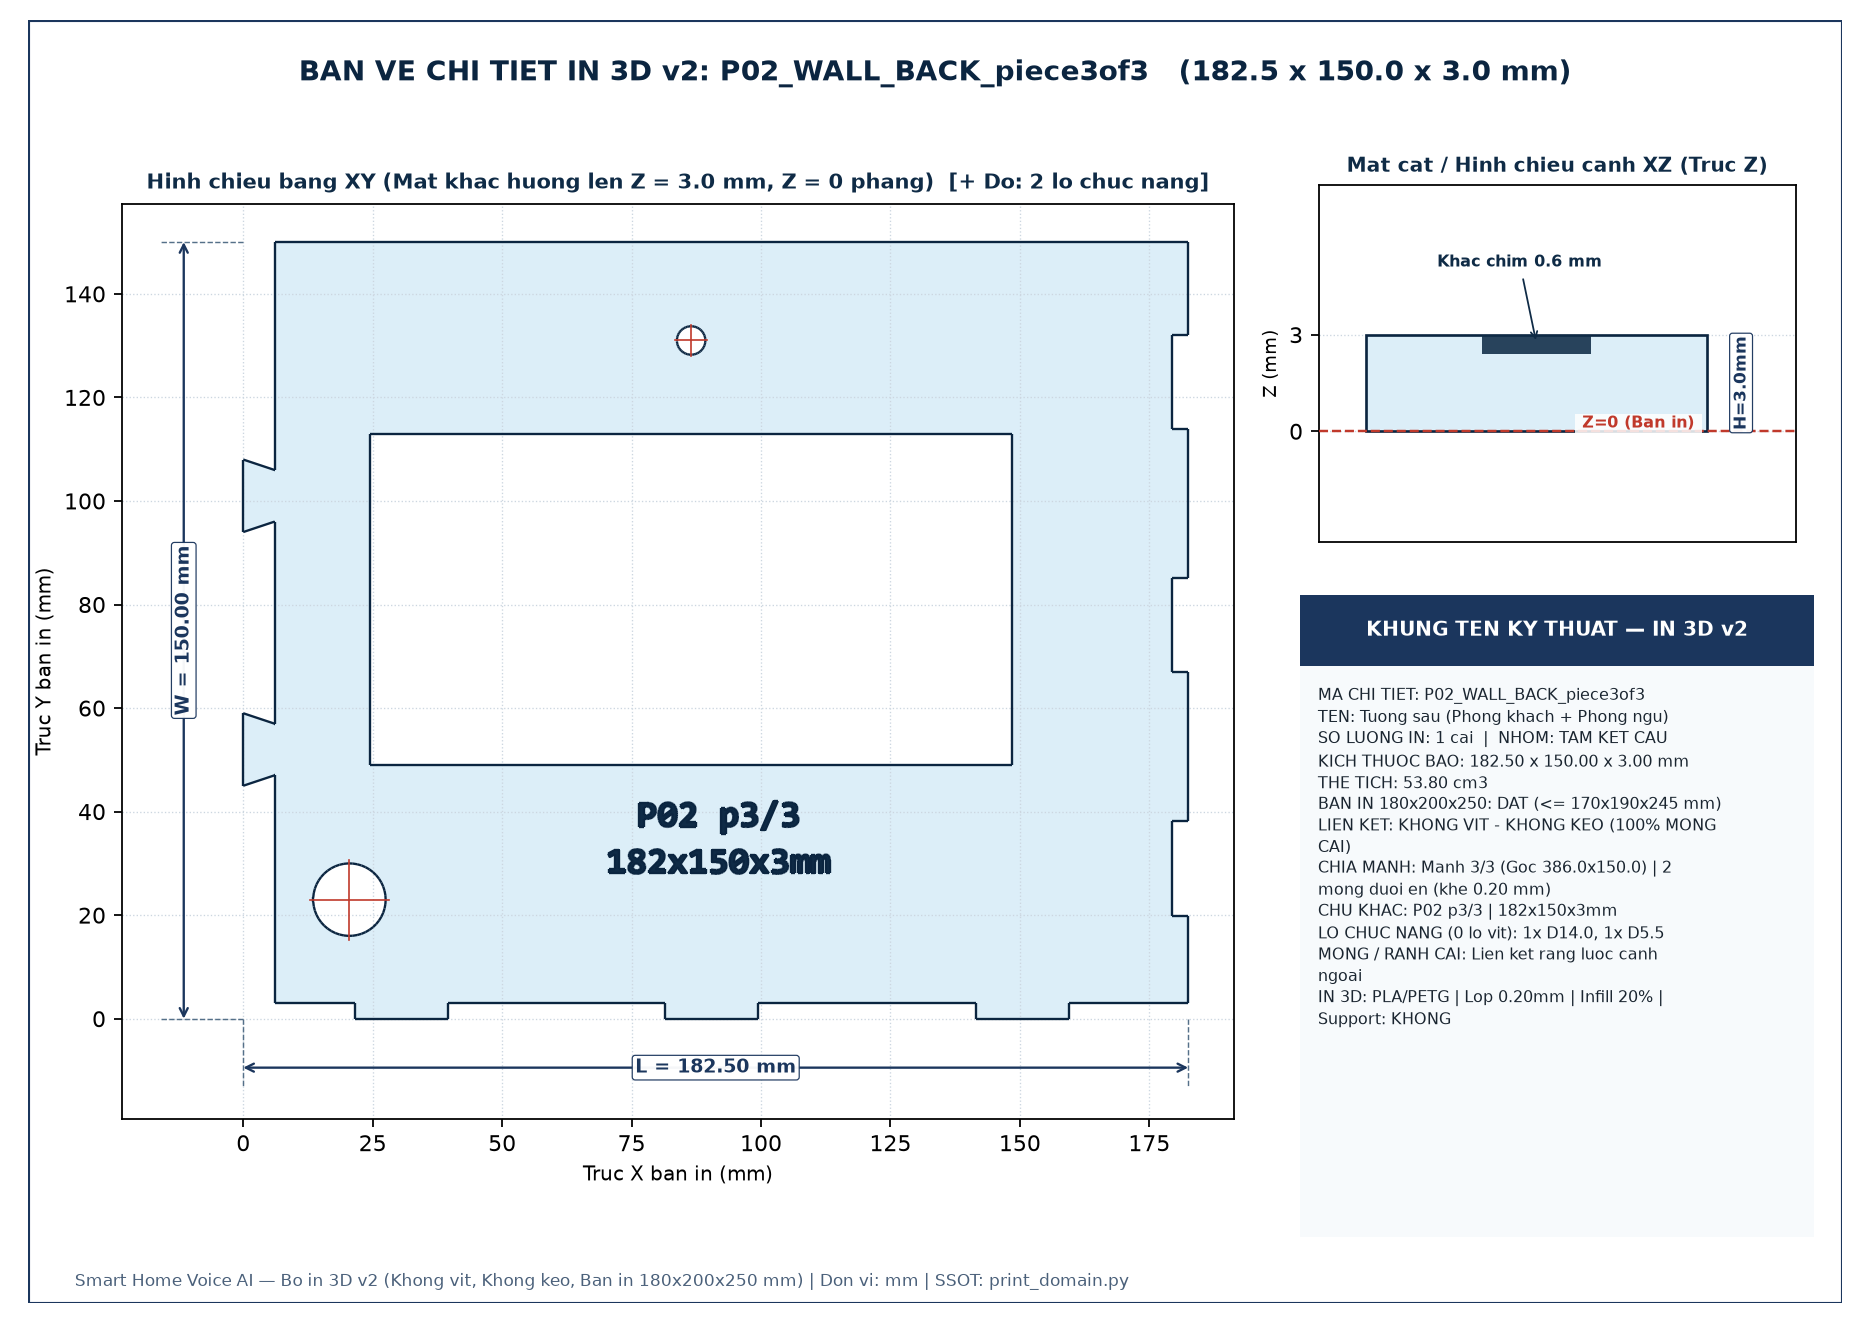 BAN VE CHI TIET IN 3D v2: P02_WALL_BACK_piece3of3 (182.5 x 150.0 x 3.0 mm)
Hinh chieu bang XY (Mat khac huong len Z = 3.0 mm, Z = 0 phang) [+ Do: 2 lo chuc nang]
140
120
100
80
60
40
20
0
Truc Y ban in (mm)
W = 150.00 mm
P02 p3/3
182x150x3mm
L = 182.50 mm
0 25 50 75 100 125 150 175
Truc X ban in (mm)
Mat cat / Hinh chieu canh XZ (Truc Z)
Khac chim 0.6 mm
Z (mm)
3
0
Z=0 (Ban in)
H=3.0mm
KHUNG TEN KY THUAT — IN 3D v2
MA CHI TIET: P02_WALL_BACK_piece3of3
TEN: Tuong sau (Phong khach + Phong ngu)
SO LUONG IN: 1 cai | NHOM: TAM KET CAU
KICH THUOC BAO: 182.50 x 150.00 x 3.00 mm
THE TICH: 53.80 cm3
BAN IN 180x200x250: DAT (<= 170x190x245 mm)
LIEN KET: KHONG VIT - KHONG KEO (100% MONG
CAI)
CHIA MANH: Manh 3/3 (Goc 386.0x150.0) | 2
mong duoi en (khe 0.20 mm)
CHU KHAC: P02 p3/3 | 182x150x3mm
LO CHUC NANG (0 lo vit): 1x D14.0, 1x D5.5
MONG / RANH CAI: Lien ket rang luoc canh
ngoai
IN 3D: PLA/PETG | Lop 0.20mm | Infill 20% |
Support: KHONG
Smart Home Voice AI — Bo in 3D v2 (Khong vit, Khong keo, Ban in 180x200x250 mm) | Don vi: mm | SSOT: print_domain.py